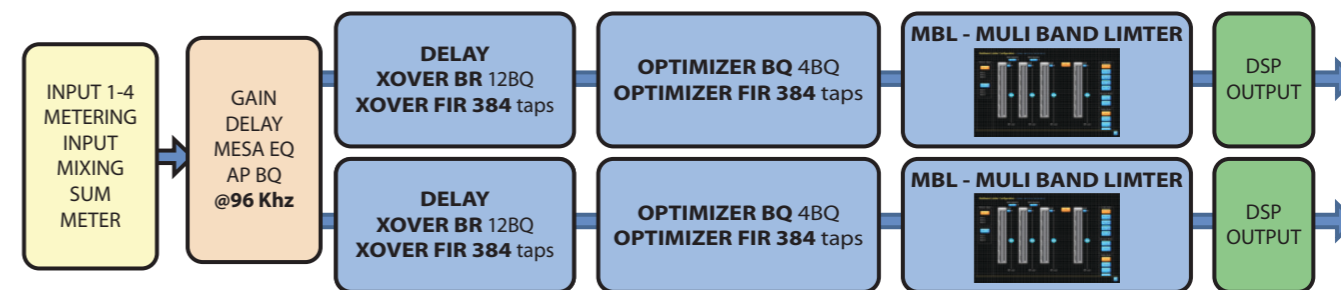 INPUT 1-4
METERING
INPUT
MIXING
SUM
METER
GAIN
DELAY
MESA EQ
AP BQ
@96 Khz
DELAY
XOVER BR 12BQ
XOVER FIR 384 taps
OPTIMIZER BQ 4BQ
OPTIMIZER FIR 384 taps
MBL - MULI BAND LIMTER
DSP
OUTPUT
DELAY
XOVER BR 12BQ
XOVER FIR 384 taps
OPTIMIZER BQ 4BQ
OPTIMIZER FIR 384 taps
MBL - MULI BAND LIMTER
DSP
OUTPUT